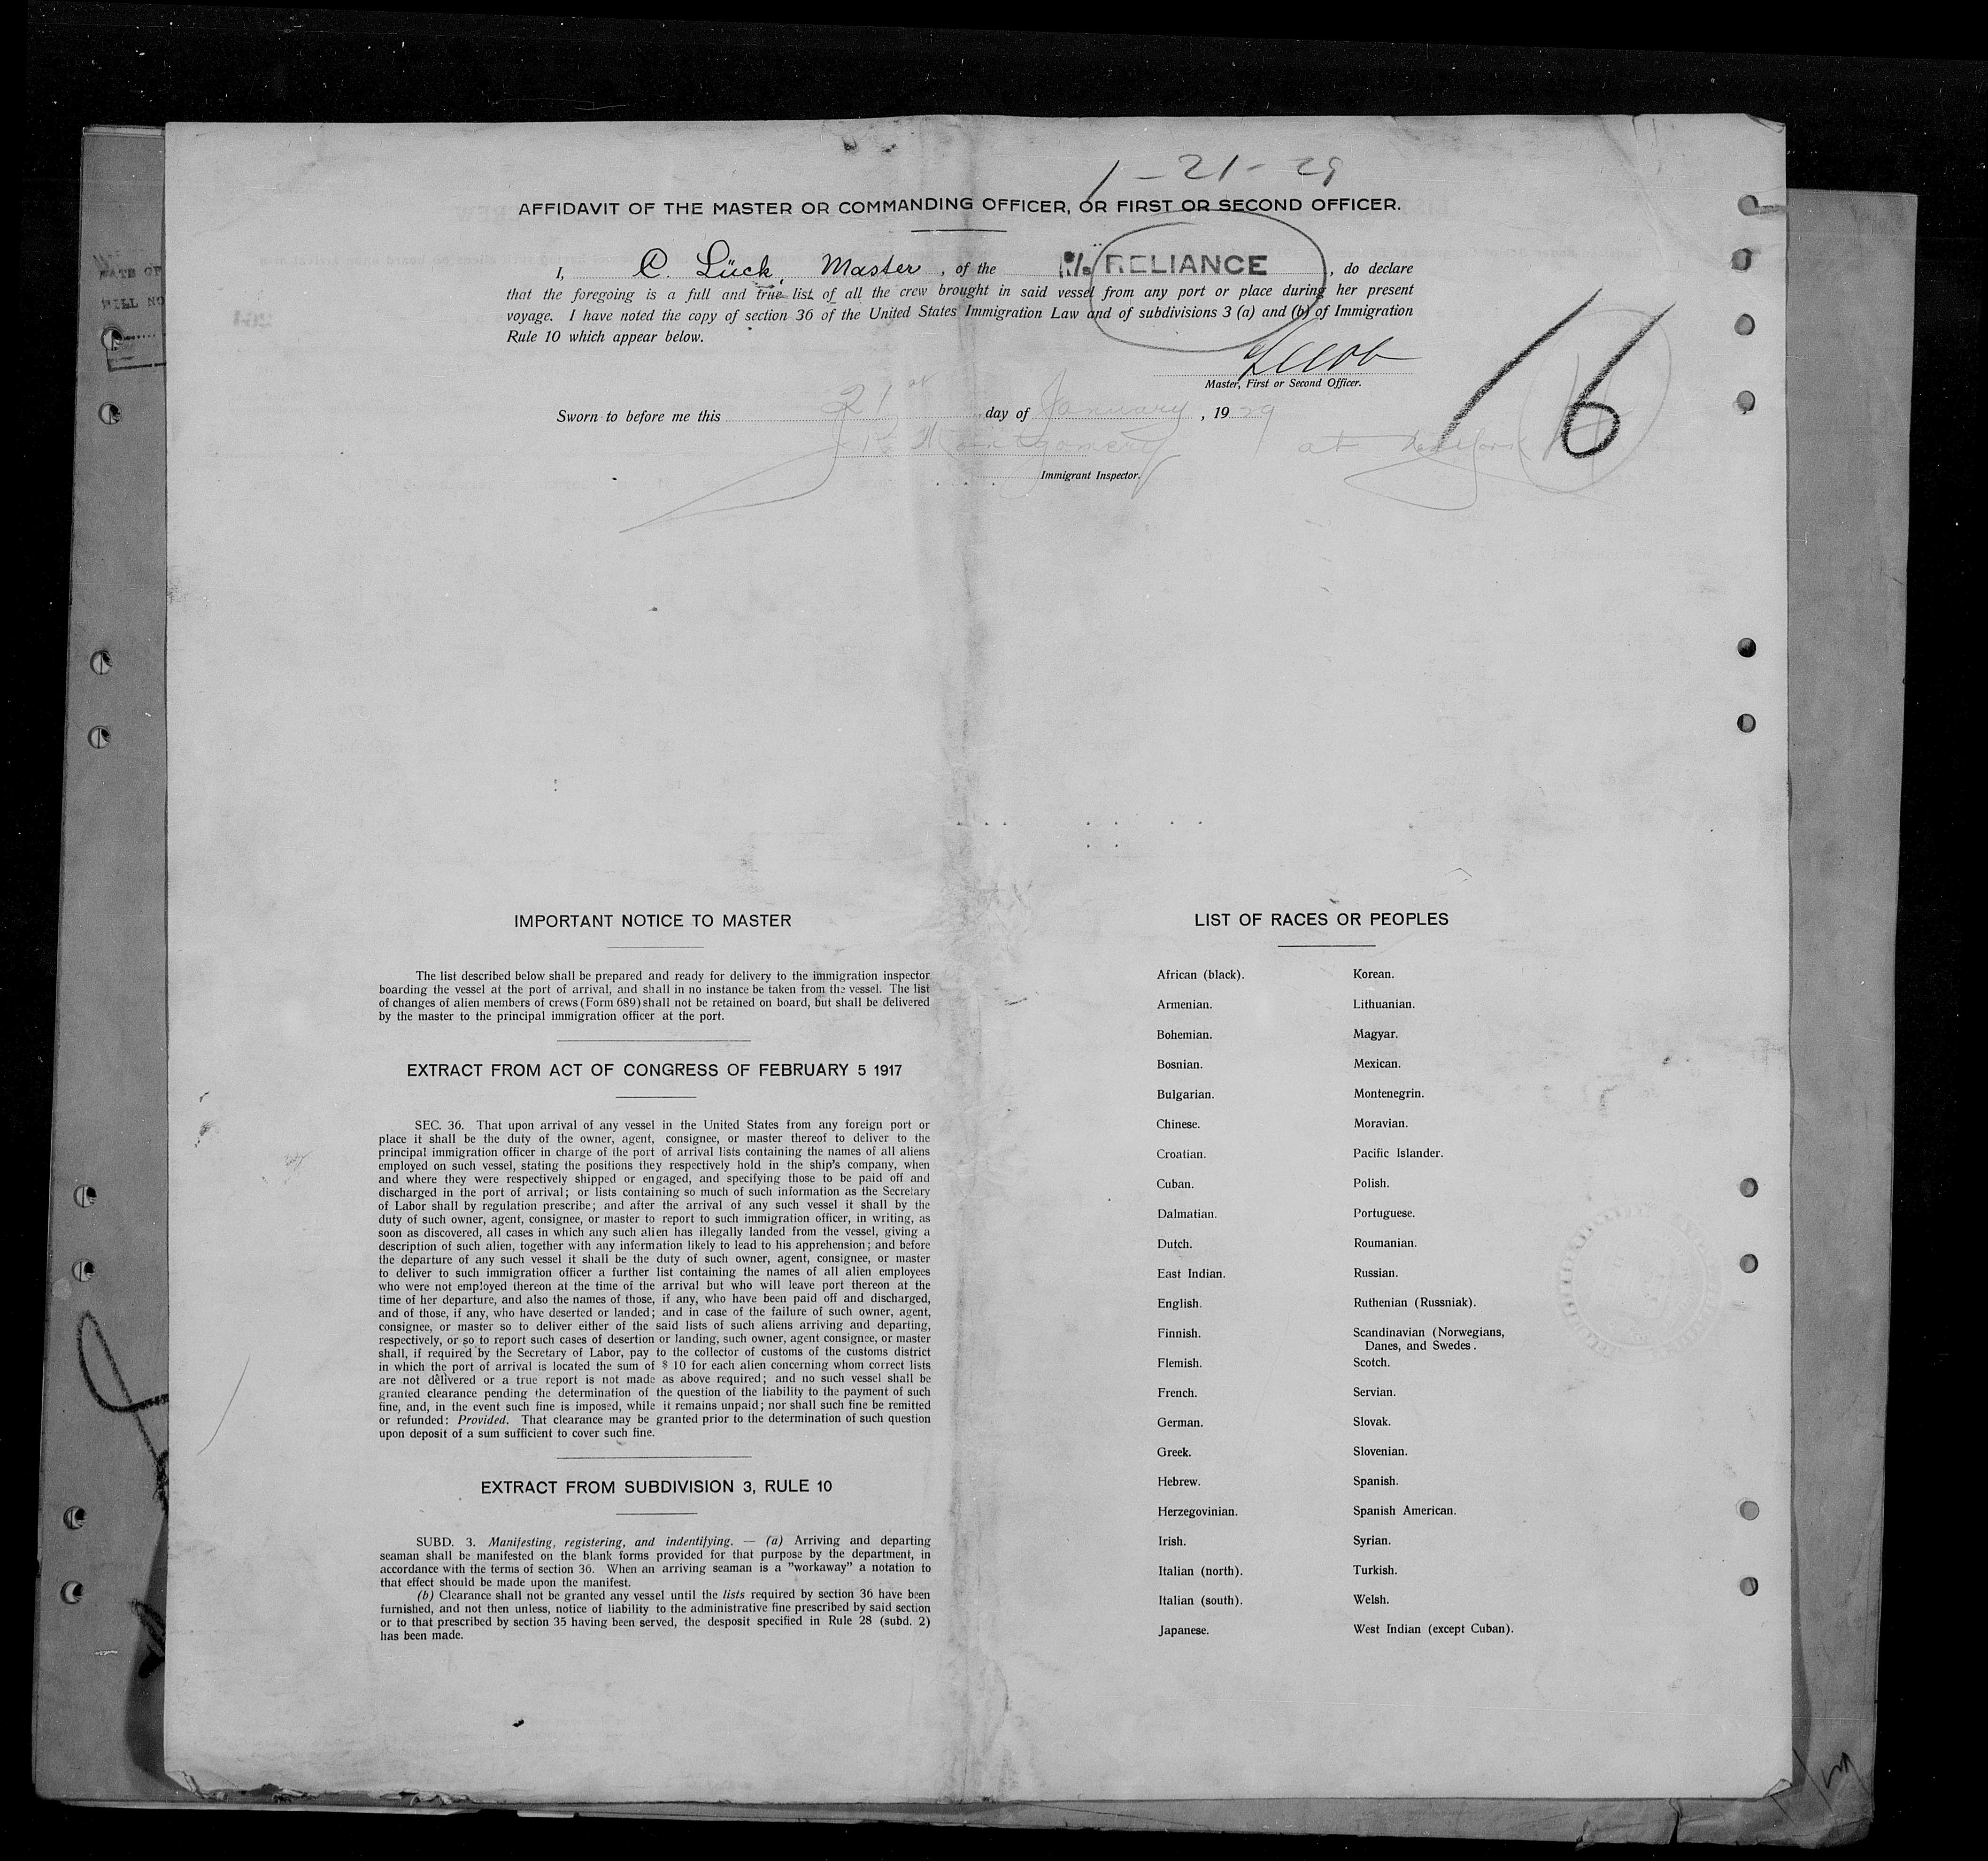 1-21-29
AFFIDAVIT OF THE MASTER OR COMMANDING OFFICER, OR FIRST OR SECOND OFFICER.
I, C. Lück, Master, of the RELIANCE, do declare
that the foregoing is a full and true list of all the crew brought in said vessel from any port or place during her present
voyage. I have noted the copy of section 36 of the United States Immigration Law and of subdivisions 3 (a) and (b) of Immigration
Rule 10 which appear below.
Master, First or Second Officer.
16
Sworn to before me this 21st day of January, 1929
Montgomery at New York
Immigrant Inspector.
DATE OF
BILL NO
IMPORTANT NOTICE TO MASTER
The list described below shall be prepared and ready for delivery to the immigration inspector
boarding the vessel at the port of arrival, and shall in no instance be taken from the vessel. The list
of changes of alien members of crews (Form 689) shall not be retained on board, but shall be delivered
by the master to the principal immigration officer at the port.
EXTRACT FROM ACT OF CONGRESS OF FEBRUARY 5 1917
SEC. 36. That upon arrival of any vessel in the United States from any foreign port or
place it shall be the duty of the owner, agent, consignee, or master thereof to deliver to the
principal immigration officer in charge of the port of arrival lists containing the names of all aliens
employed on such vessel, stating the positions they respectively hold in the ship's company, when
and where they were respectively shipped or engaged, and specifying those to be paid off and
discharged in the port of arrival; or lists containing so much of such information as the Secretary
of Labor shall by regulation prescribe; and after the arrival of any such vessel it shall by the
duty of such owner, agent, consignee, or master to report to such immigration officer, in writing, as
soon as discovered, all cases in which any such alien has illegally landed from the vessel, giving a
description of such alien, together with any information likely to lead to his apprehension; and before
the departure of any such vessel it shall be the duty of such owner, agent, consignee, or master
to deliver to such immigration officer a further list containing the names of all alien employees
who were not employed thereon at the time of the arrival but who will leave port thereon at the
time of her departure, and also the names of those, if any, who have been paid off and discharged,
and of those, if any, who have deserted or landed; and in case of the failure of such owner, agent,
consignee, or master so to deliver either of the said lists of such aliens arriving and departing,
respectively, or so to report such cases of desertion or landing, such owner, agent consignee, or master
shall, if required by the Secretary of Labor, pay to the collector of customs of the customs district
in which the port of arrival is located the sum of $ 10 for each alien concerning whom correct lists
are not delivered or a true report is not made as above required; and no such vessel shall be
granted clearance pending the determination of the question of the liability to the payment of such
fine, and, in the event such fine is imposed, while it remains unpaid; nor shall such fine be remitted
or refunded: Provided. That clearance may be granted prior to the determination of such question
upon deposit of a sum sufficient to cover such fine.
EXTRACT FROM SUBDIVISION 3, RULE 10
SUBD. 3. Manifesting, registering, and indentifying. — (a) Arriving and departing
seaman shall be manifested on the blank forms provided for that purpose by the department, in
accordance with the terms of section 36. When an arriving seaman is a "workaway" a notation to
that effect should be made upon the manifest.
(b) Clearance shall not be granted any vessel until the lists required by section 36 have been
furnished, and not then unless, notice of liability to the administrative fine prescribed by said section
or to that prescribed by section 35 having been served, the desposit specified in Rule 28 (subd. 2)
has been made.
LIST OF RACES OR PEOPLES
African (black).
Armenian.
Bohemian.
Bosnian.
Bulgarian.
Chinese.
Croatian.
Cuban.
Dalmatian.
Dutch.
East Indian.
English.
Finnish.
Flemish.
French.
German.
Greek.
Hebrew.
Herzegovinian.
Irish.
Italian (north).
Italian (south).
Japanese.
Korean.
Lithuanian.
Magyar.
Mexican.
Montenegrin.
Moravian.
Pacific Islander.
Polish.
Portuguese.
Roumanian.
Russian.
Ruthenian (Russniak).
Scandinavian (Norwegians,
Danes, and Swedes.
Scotch.
Servian.
Slovak.
Slovenian.
Spanish.
Spanish American.
Syrian.
Turkish.
Welsh.
West Indian (except Cuban).